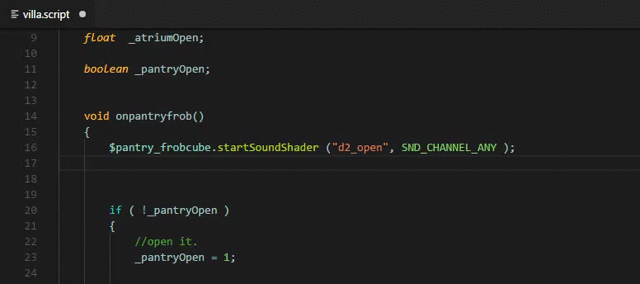 villa.script
9 float _atriumOpen;
10
11 boolean _pantryOpen;
12
13
14 void onpantryfrob()
15 {
16 $pantry_frobcube.startSoundShader ("d2_open", SND_CHANNEL_ANY );
17
18
19
20 if ( !_pantryOpen )
21 {
22 //open it.
23 _pantryOpen = 1;
24